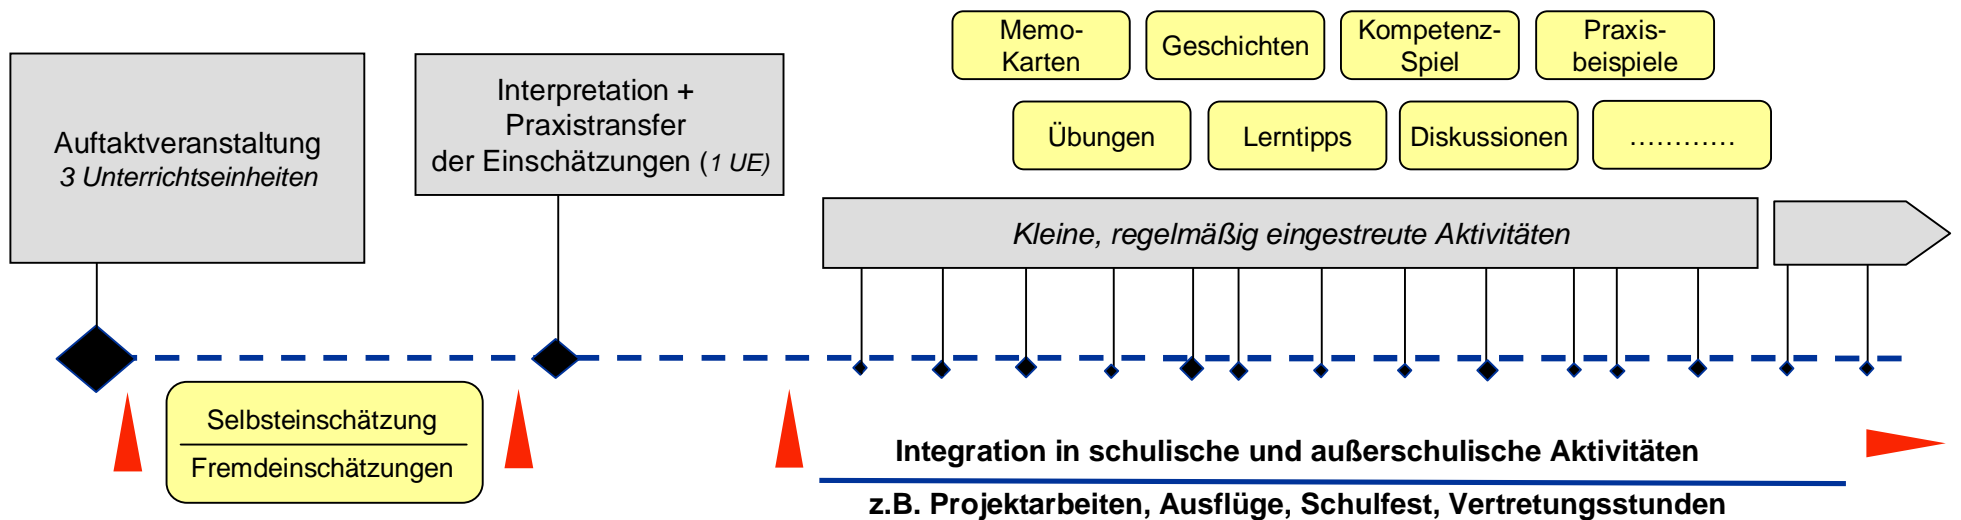 Auftaktveranstaltung
3 Unterrichtseinheiten
Interpretation +
Praxistransfer
der Einschätzungen (1 UE)
Memo-
Karten
Geschichten
Kompetenz-
Spiel
Praxis-
beispiele
Übungen
Lerntipps
Diskussionen
…………
Kleine, regelmäßig eingestreute Aktivitäten
Selbsteinschätzung
Fremdeinschätzungen
Integration in schulische und außerschulische Aktivitäten
z.B. Projektarbeiten, Ausflüge, Schulfest, Vertretungsstunden